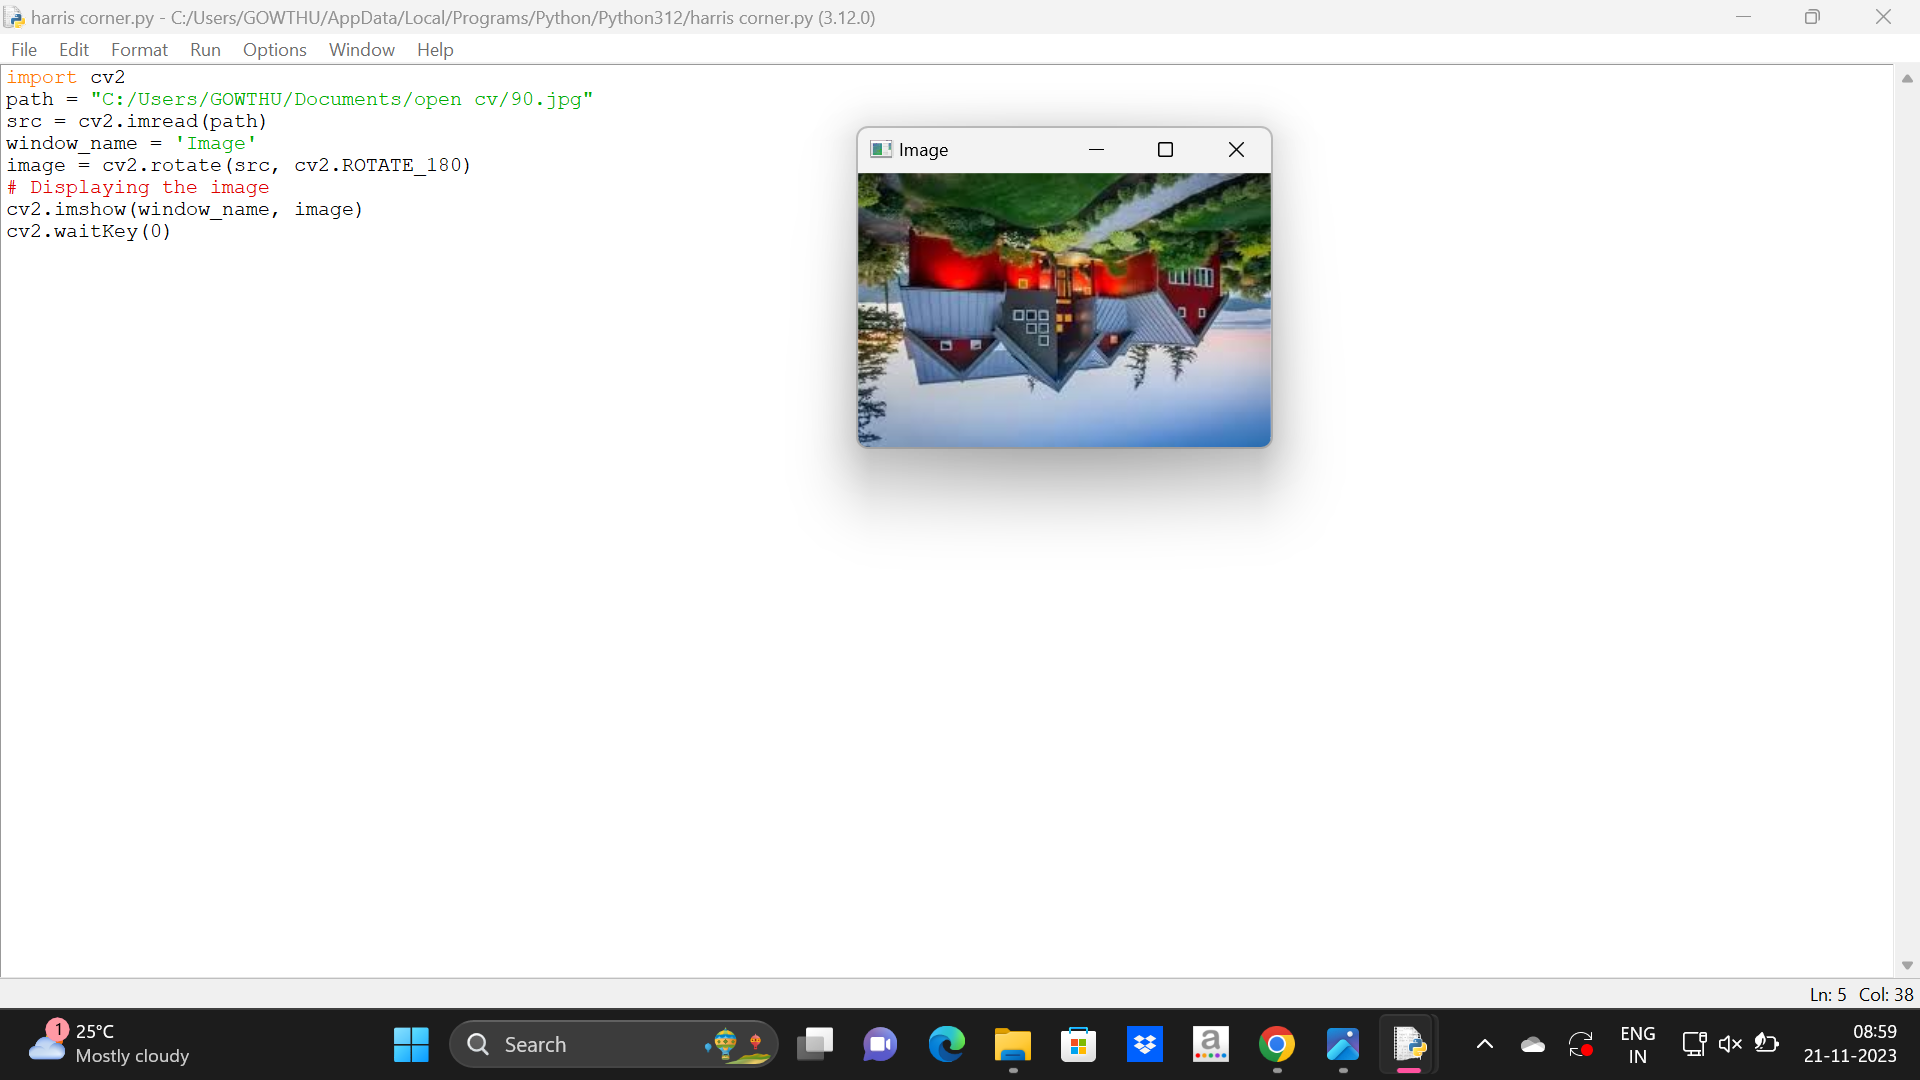 harris corner.py - C:/Users/GOWTHU/AppData/Local/Programs/Python/Python312/harris corner.py (3.12.0)
File Edit Format Run Options Window Help
import cv2
path = "C:/Users/GOWTHU/Documents/open cv/90.jpg"
src = cv2.imread(path)
window_name = 'Image'
image = cv2.rotate(src, cv2.ROTATE_180)
# Displaying the image
cv2.imshow(window_name, image)
cv2.waitKey(0)
Image
Ln: 5 Col: 38
1
25°C
Mostly cloudy
Search
a
ENG
IN
08:59
21-11-2023